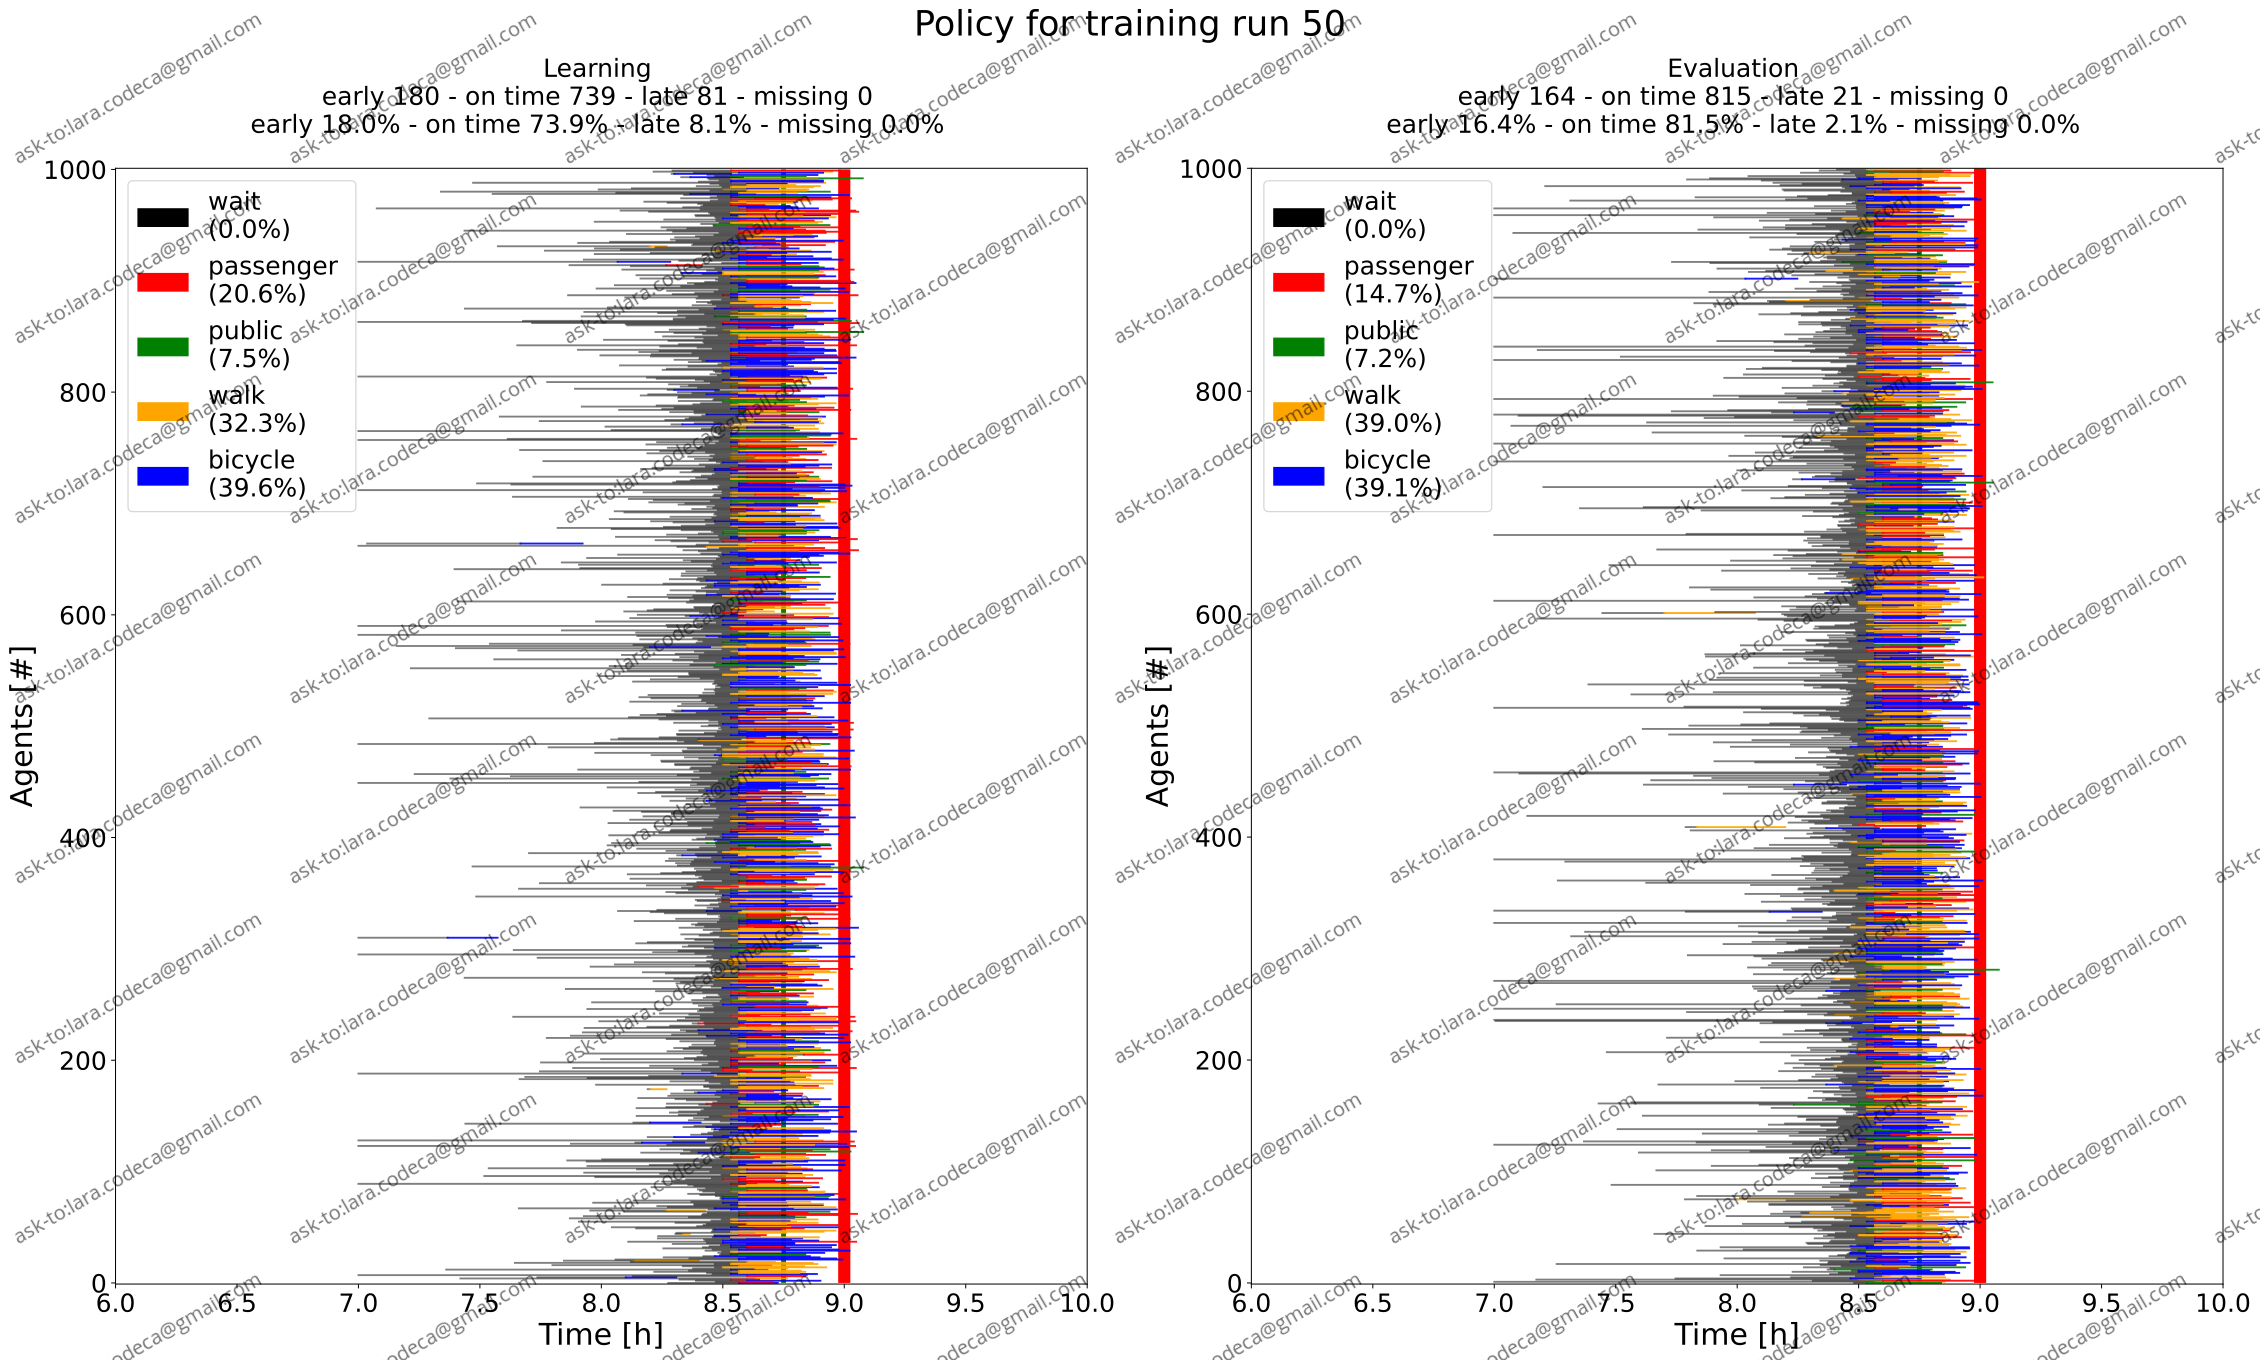 Policy for training run 50
Learning
early 180 - on time 739 - late 81 - missing 0
early 18.0% - on time 73.9% - late 8.1% - missing 0.0%
Agents [#]
1000
800
600
400
200
0
wait
(0.0%)
passenger
(20.6%)
public
(7.5%)
walk
(32.3%)
bicycle
(39.6%)
6.0 6.5 7.0 7.5 8.0 8.5 9.0 9.5 10.0
Time [h]
Evaluation
early 164 - on time 815 - late 21 - missing 0
early 16.4% - on time 81.5% - late 2.1% - missing 0.0%
Agents [#]
1000
800
600
400
200
0
wait
(0.0%)
passenger
(14.7%)
public
(7.2%)
walk
(39.0%)
bicycle
(39.1%)
6.0 6.5 7.0 7.5 8.0 8.5 9.0 9.5 10.0
Time [h]
ask-to:lara.codeca@gmail.com